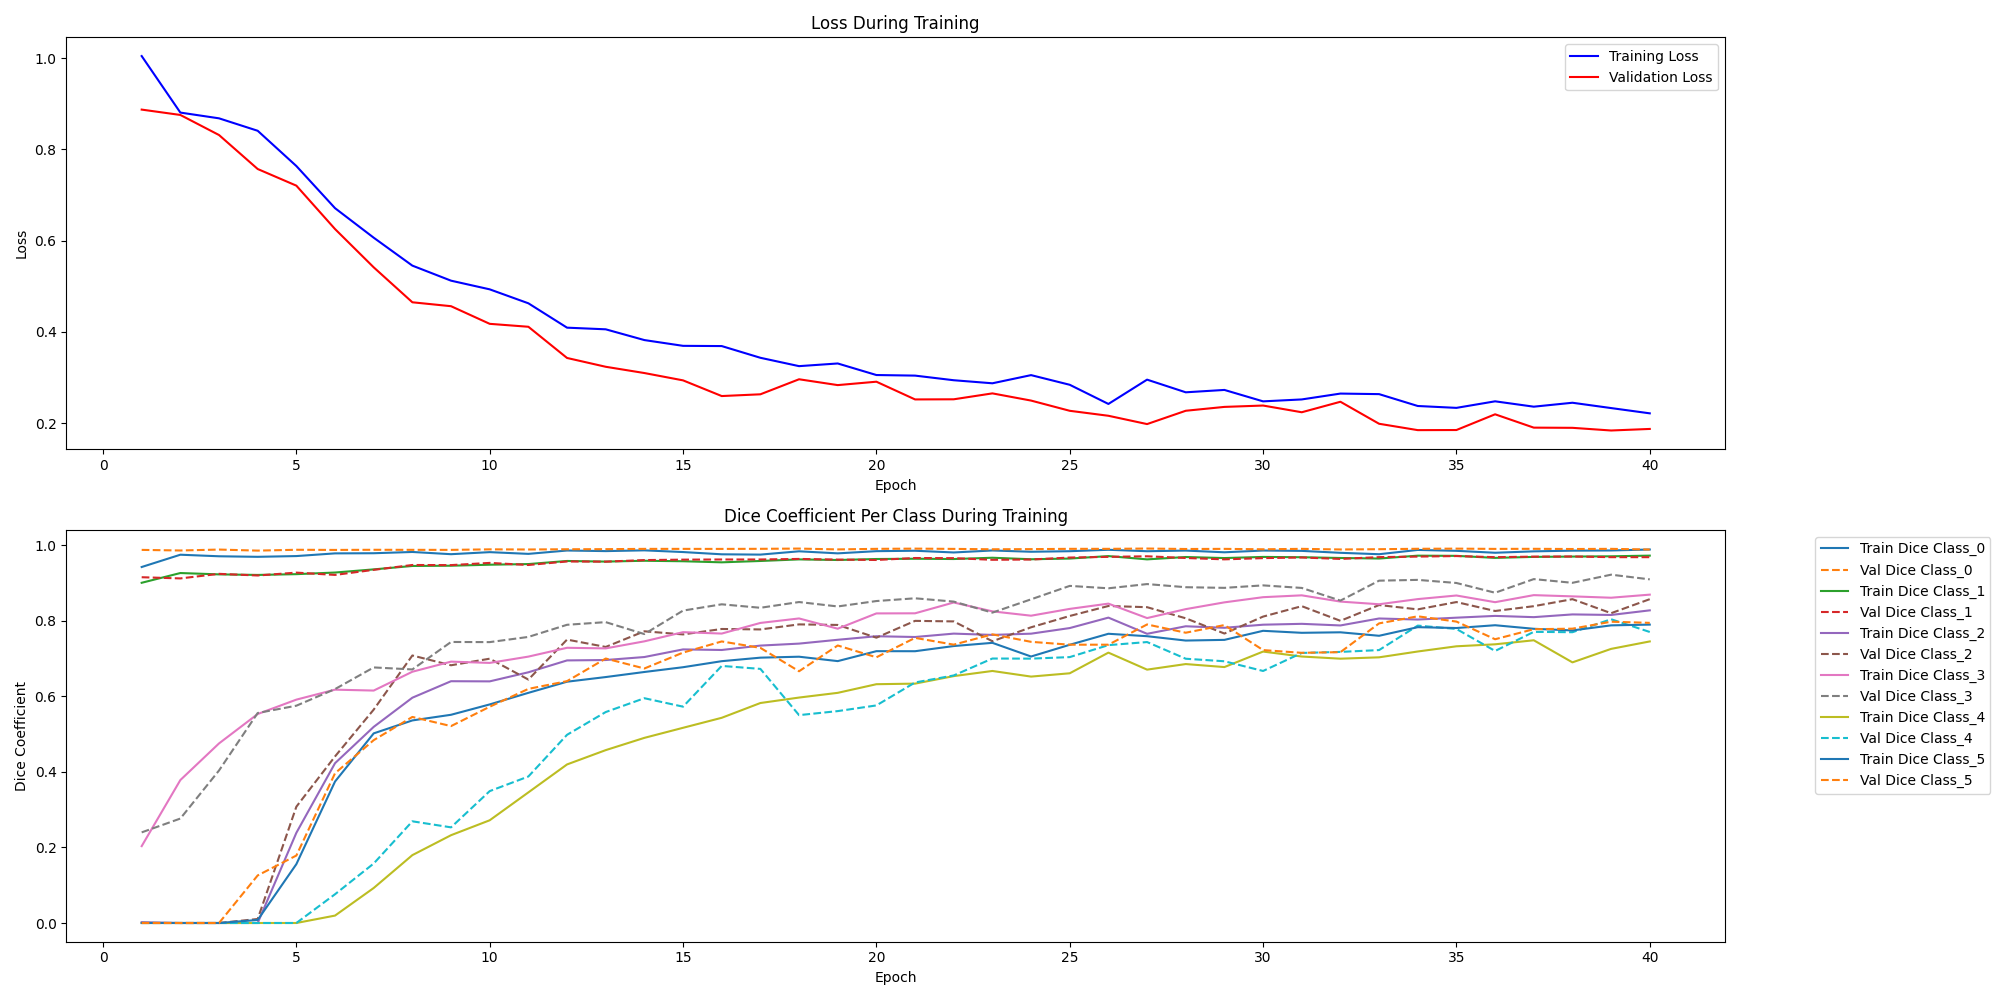 Loss During Training
1.0
0.8
0.6
0.4
0.2
Loss
Training Loss
Validation Loss
0 5 10 15 20 25 30 35 40
Epoch
Dice Coefficient Per Class During Training
1.0
0.8
0.6
0.4
0.2
0.0
Dice Coefficient
0 5 10 15 20 25 30 35 40
Epoch
Train Dice Class_0
Val Dice Class_0
Train Dice Class_1
Val Dice Class_1
Train Dice Class_2
Val Dice Class_2
Train Dice Class_3
Val Dice Class_3
Train Dice Class_4
Val Dice Class_4
Train Dice Class_5
Val Dice Class_5